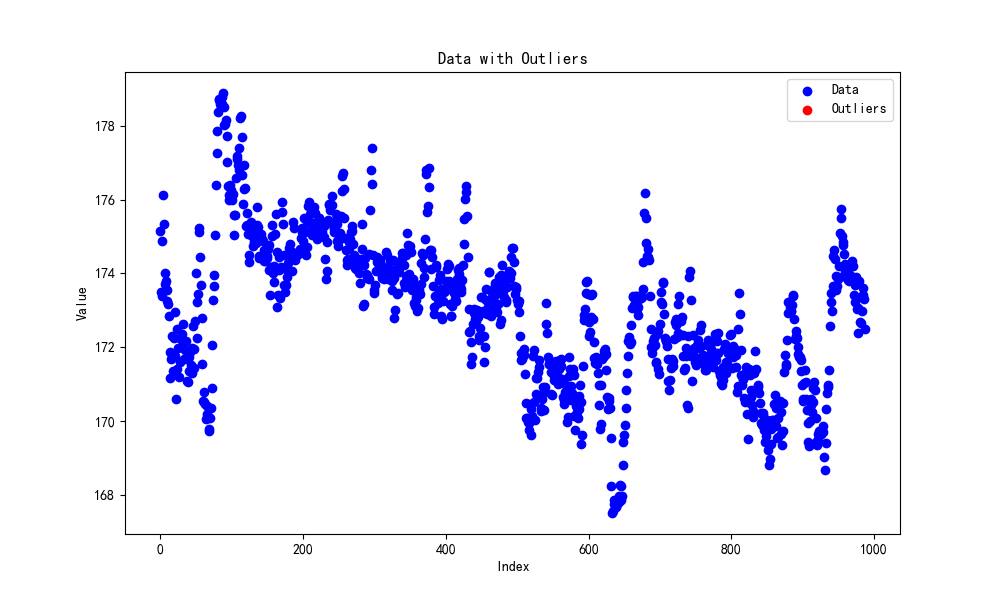 Data with Outliers
Data
Outliers
178
176
174
172
170
168
Value
0 200 400 600 800 1000
Index